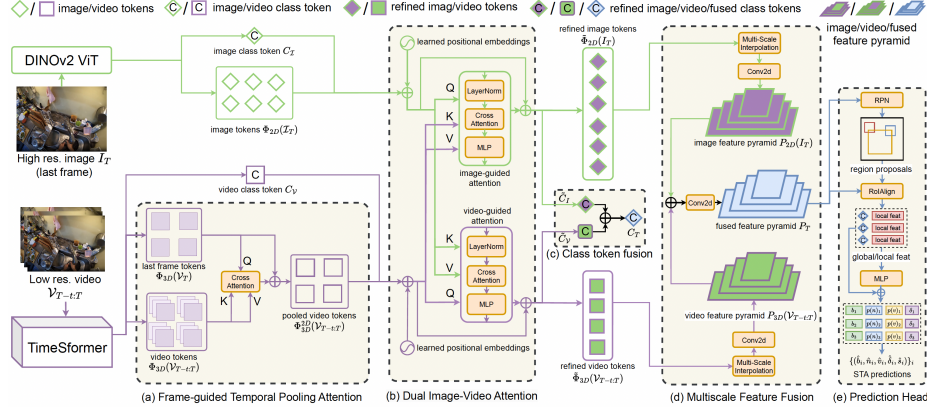 image/video tokens
image/video class token
refined imag/video tokens
refined image/video/fused class tokens
image/video/fused
feature pyramid
DINOv2 ViT
High res. image I_T
(last frame)
image class token C_I
image tokens Φ_2D(I_T)
learned positional embeddings
Q
K
V
LayerNorm
Cross
Attention
MLP
image-guided
attention
refined image tokens
Φ̃_2D(I_T)
Multi-Scale
Interpolation
Conv2d
image feature pyramid P_2D(I_T)
RPN
region proposals
RoIAlign
C
local feat
C
local feat
C
local feat
global/local feat
MLP
Low res. video
V_T−t:T
TimeSformer
C
video class token C_V
last frame tokens
Φ_3D(V_T)
Q
Cross
Attention
K
V
video tokens
Φ_3D(V_T−t:T)
pooled video tokens
Φ^2D_3D(V_T−t:T)
video-guided
attention
K
V
Q
LayerNorm
Cross
Attention
MLP
learned positional embeddings
C̃_I
C̃_V
C_T
(c) Class token fusion
refined video tokens
Φ̃_3D(V_T−t:T)
Conv2d
fused feature pyramid P_T
video feature pyramid P_3D(V_T−t:T)
Conv2d
Multi-Scale
Interpolation
STA predictions
(a) Frame-guided Temporal Pooling Attention
(b) Dual Image-Video Attention
(d) Multiscale Feature Fusion
(e) Prediction Head